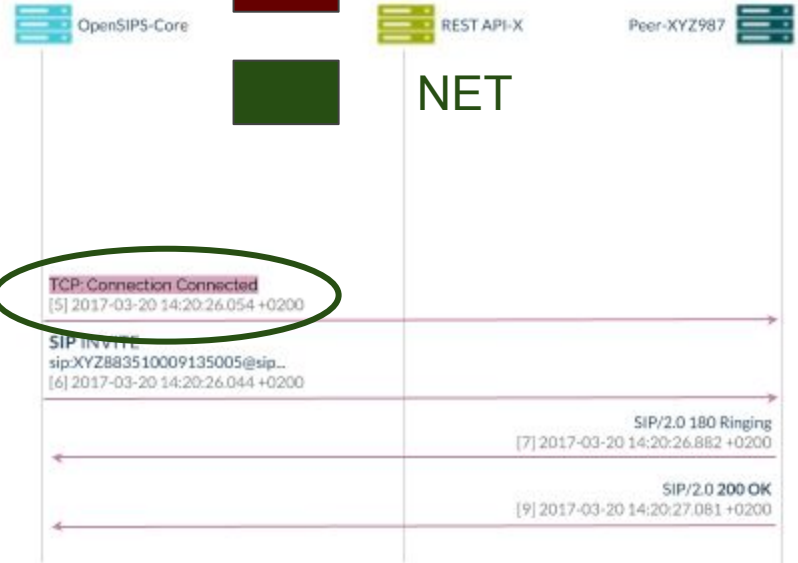 OpenSIPS-Core
REST API-X
Peer-XYZ987
NET
TCP: Connection Connected
[5] 2017-03-20 14:20:26.054 +0200
SIP INVITE
sip:XYZ883510009135005@sip...
[6] 2017-03-20 14:20:26.044 +0200
SIP/2.0 180 Ringing
[7] 2017-03-20 14:20:26.882 +0200
SIP/2.0 200 OK
[9] 2017-03-20 14:20:27.081 +0200